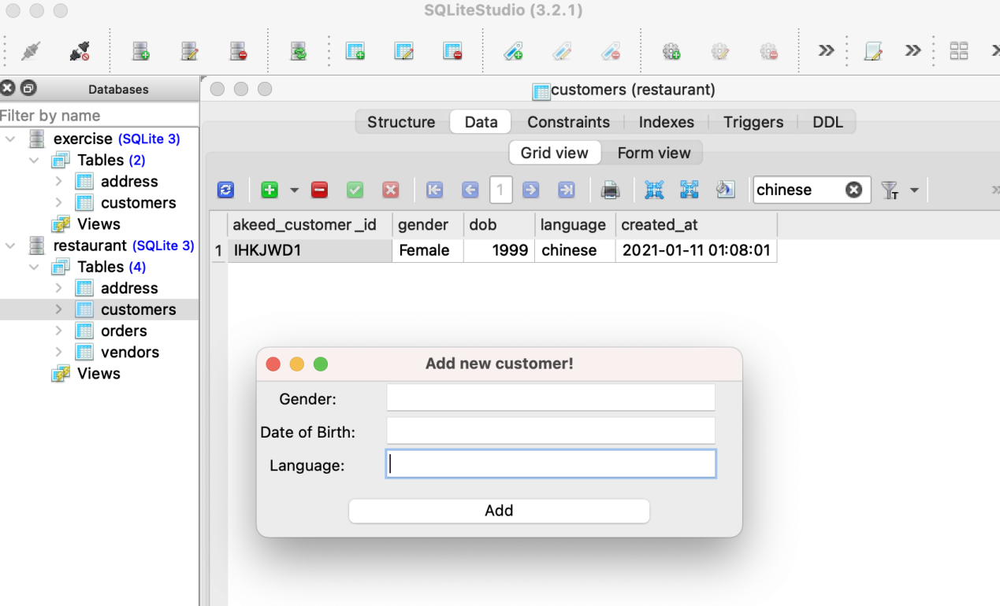 SQLiteStudio (3.2.1)
Databases
Filter by name
exercise (SQLite 3)
Tables (2)
address
customers
Views
restaurant (SQLite 3)
Tables (4)
address
customers
orders
vendors
Views
customers (restaurant)
Structure Data Constraints Indexes Triggers DDL
Grid view Form view
1 chinese T
akeed_customer_id gender dob language created_at
1 IHKJWD1 Female 1999 chinese 2021-01-11 01:08:01
Add new customer!
Gender:
Date of Birth:
Language:
Add